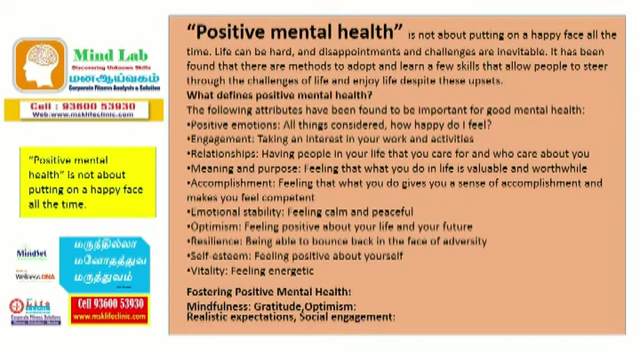 Mind Lab
Discovering Unknown Skills
மனஆய்வகம்
Corporate Fitness Analysis & Solution
Cell : 93600 53930
Web:www.msklifeclinic.com
"Positive mental
health" is not about
putting on a happy face
all the time.
MindSet
WellnessDNA
மருந்தில்லா
மனோதத்துவ
மருத்துவம்
Life
Corporate Fitness Solutions
Cell 93600 53930
www.msklifeclinic.com
"Positive mental health" is not about putting on a happy face all the
time. Life can be hard, and disappointments and challenges are inevitable. It has been
found that there are methods to adopt and learn a few skills that allow people to steer
through the challenges of life and enjoy life despite these upsets.
What defines positive mental health?
The following attributes have been found to be important for good mental health:
•Positive emotions: All things considered, how happy do I feel?
•Engagement: Taking an interest in your work and activities
•Relationships: Having people in your life that you care for and who care about you
•Meaning and purpose: Feeling that what you do in life is valuable and worthwhile
•Accomplishment: Feeling that what you do gives you a sense of accomplishment and
makes you feel competent
•Emotional stability: Feeling calm and peaceful
•Optimism: Feeling positive about your life and your future
•Resilience: Being able to bounce back in the face of adversity
•Self-esteem: Feeling positive about yourself
•Vitality: Feeling energetic
Fostering Positive Mental Health:
Mindfulness: Gratitude,Optimism:
Realistic expectations, Social engagement: